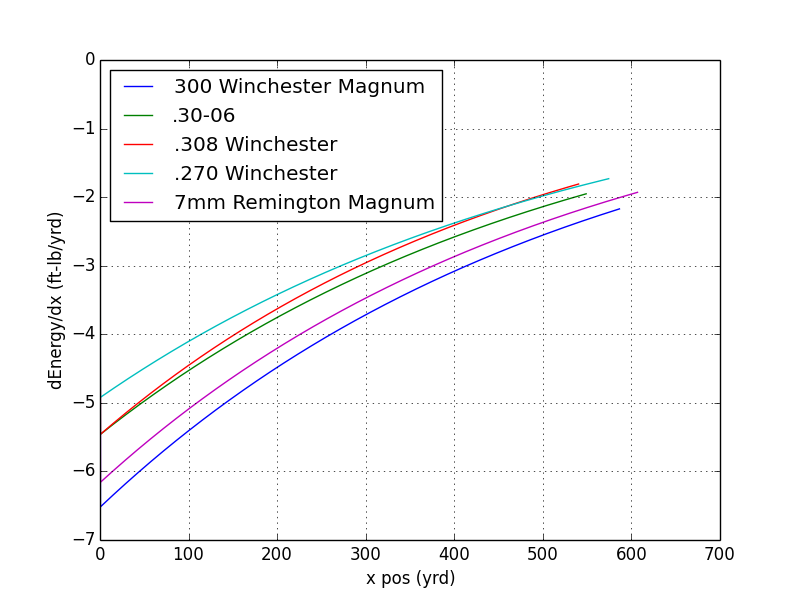 0
−1
−2
−3
−4
−5
−6
−7
dEnergy/dx (ft-lb/yrd)
300 Winchester Magnum
.30-06
.308 Winchester
.270 Winchester
7mm Remington Magnum
0 100 200 300 400 500 600 700
x pos (yrd)